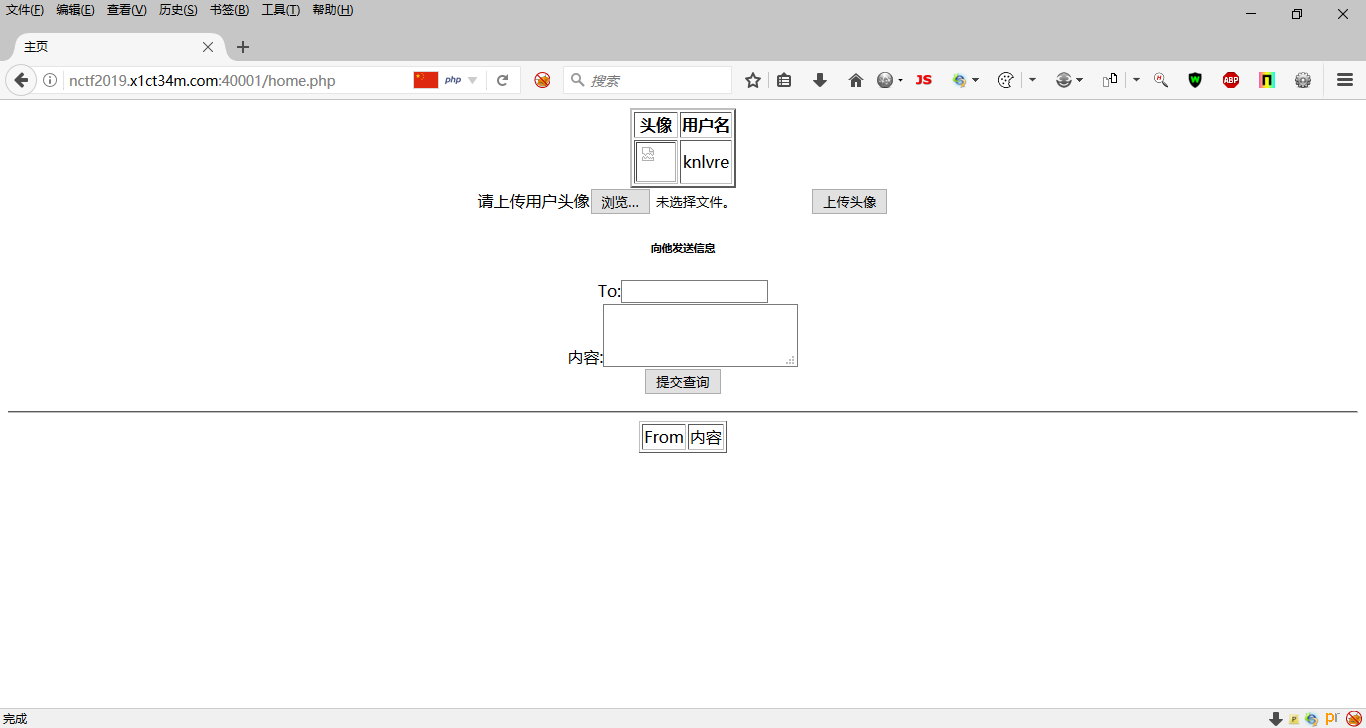 文件(F) 编辑(E) 查看(V) 历史(S) 书签(B) 工具(T) 帮助(H)
主页
nctf2019.x1ct34m.com:40001/home.php php 搜索 JS ABP
头像 用户名
knlvre
请上传用户头像 浏览... 未选择文件。 上传头像
向他发送信息
To:
内容:
提交查询
From 内容
完成 pr